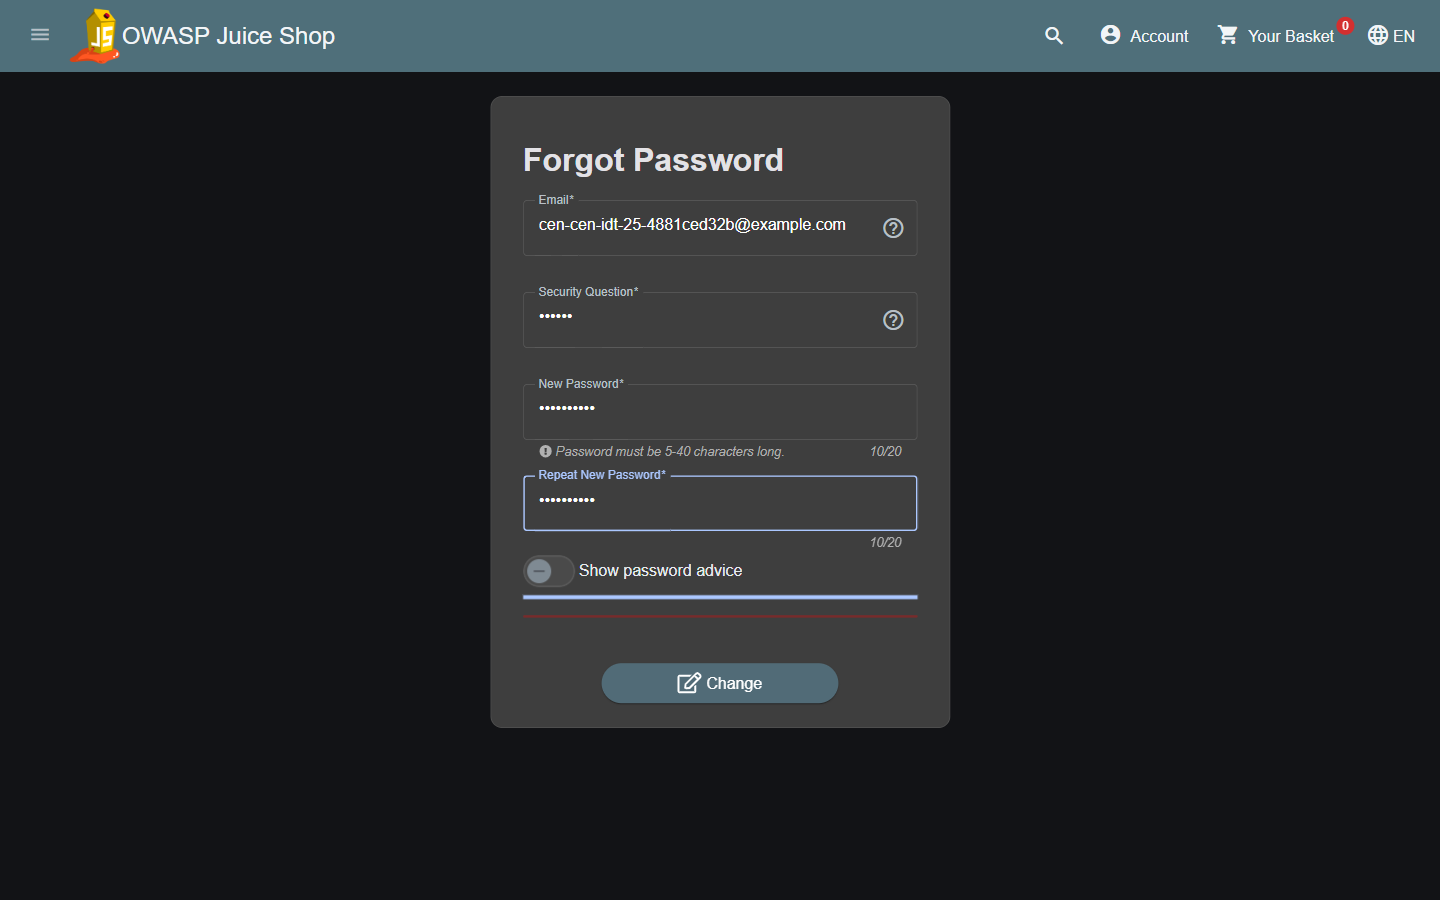 OWASP Juice Shop
Account
Your Basket
0
EN
Forgot Password
Email*
cen-cen-idt-25-4881ced32b@example.com
Security Question*
••••••
New Password*
••••••••••
Password must be 5-40 characters long.
10/20
Repeat New Password*
••••••••••
10/20
Show password advice
Change